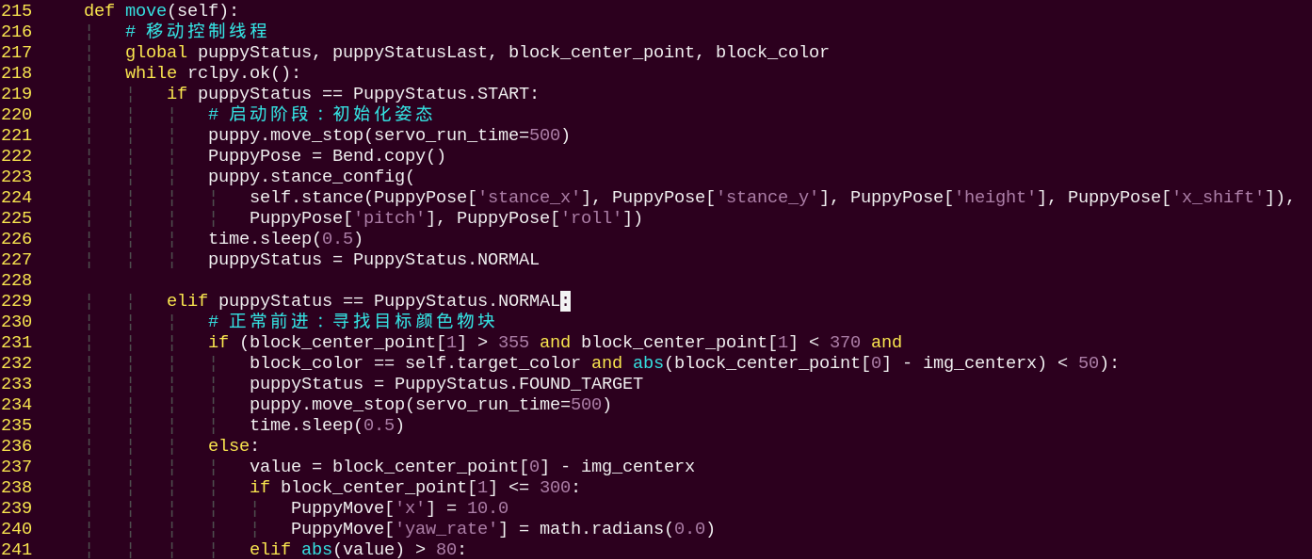 215     def move(self):
216         # 移动控制线程
217         global puppyStatus, puppyStatusLast, block_center_point, block_color
218         while rclpy.ok():
219             if puppyStatus == PuppyStatus.START:
220                 # 启动阶段：初始化姿态
221                 puppy.move_stop(servo_run_time=500)
222                 PuppyPose = Bend.copy()
223                 puppy.stance_config(
224                     self.stance(PuppyPose['stance_x'], PuppyPose['stance_y'], PuppyPose['height'], PuppyPose['x_shift']),
225                     PuppyPose['pitch'], PuppyPose['roll'])
226                 time.sleep(0.5)
227                 puppyStatus = PuppyStatus.NORMAL
228
229             elif puppyStatus == PuppyStatus.NORMAL:
230                 # 正常前进：寻找目标颜色物块
231                 if (block_center_point[1] > 355 and block_center_point[1] < 370 and
232                     block_color == self.target_color and abs(block_center_point[0] - img_centerx) < 50):
233                     puppyStatus = PuppyStatus.FOUND_TARGET
234                     puppy.move_stop(servo_run_time=500)
235                     time.sleep(0.5)
236                 else:
237                     value = block_center_point[0] - img_centerx
238                     if block_center_point[1] <= 300:
239                         PuppyMove['x'] = 10.0
240                         PuppyMove['yaw_rate'] = math.radians(0.0)
241                     elif abs(value) > 80: